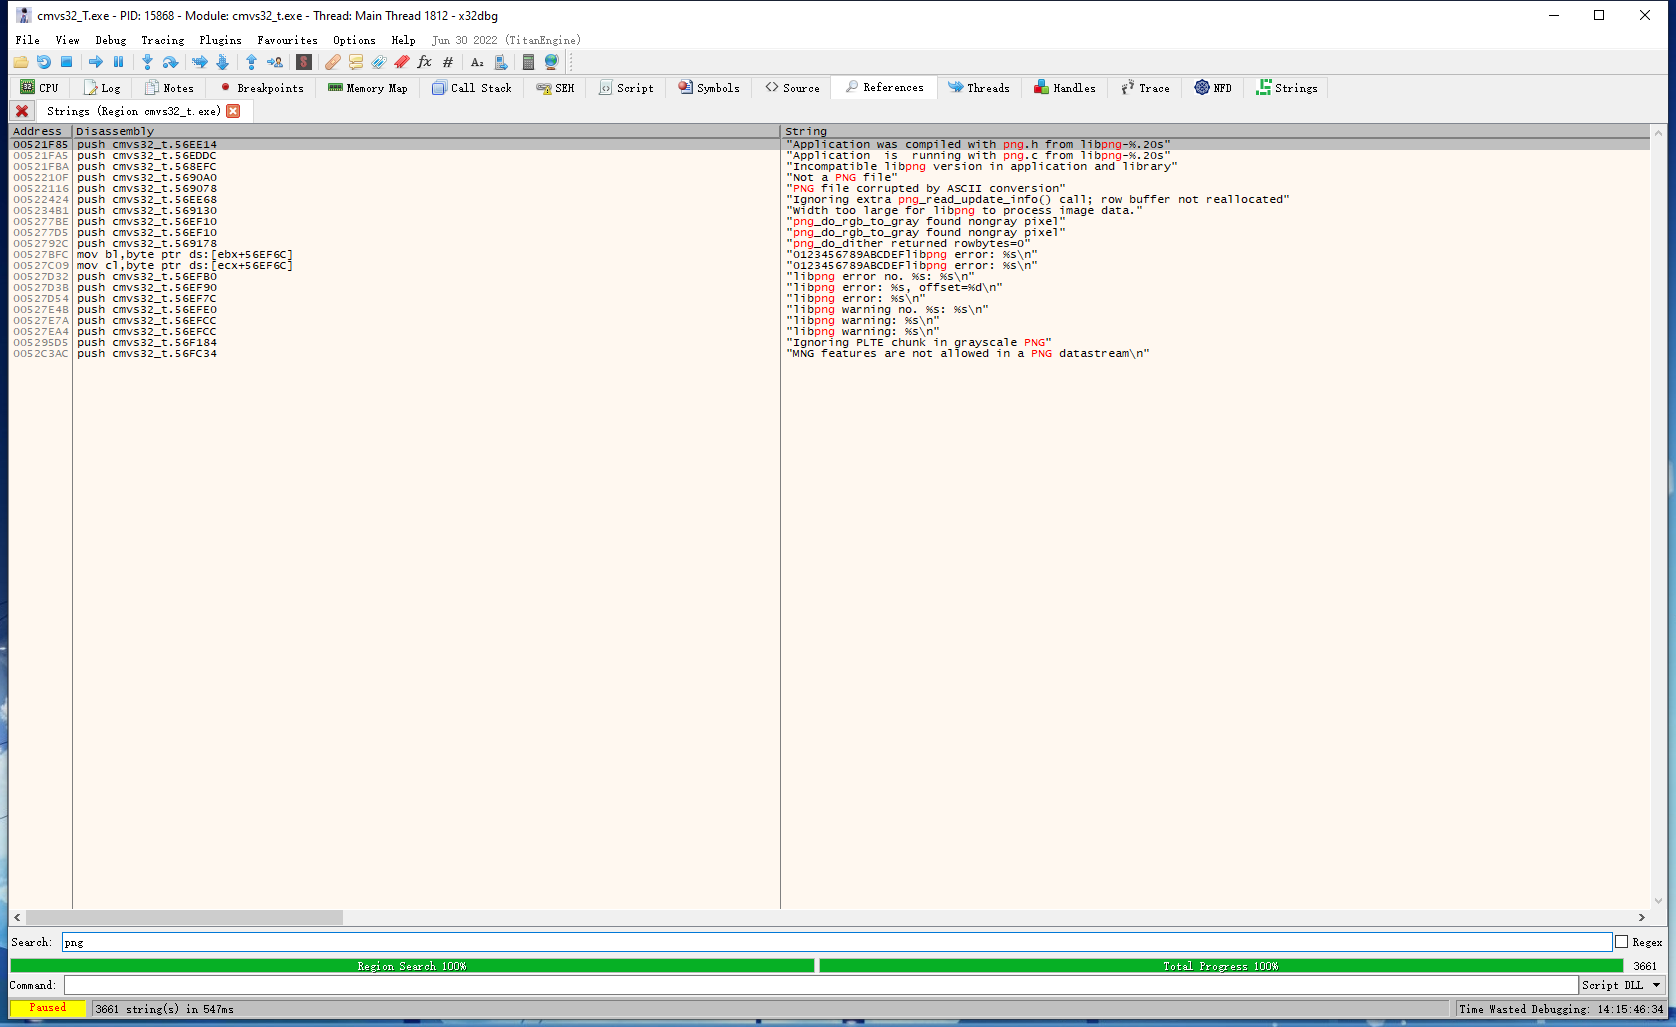 cmvs32_T.exe - PID: 15868 - Module: cmvs32_t.exe - Thread: Main Thread 1812 - x32dbg
File View Debug Tracing Plugins Favourites Options Help Jun 30 2022 (TitanEngine)
CPU Log Notes Breakpoints Memory Map Call Stack SEH Script Symbols Source References Threads Handles Trace NFD Strings
Strings (Region cmvs32_t.exe)
Address Disassembly String
00521F85 push cmvs32_t.56EE14 "Application was compiled with png.h from libpng-%.20s"
00521FA5 push cmvs32_t.56EDDC "Application  is  running with png.c from libpng-%.20s"
00521FBA push cmvs32_t.568EFC "Incompatible libpng version in application and library"
0052210F push cmvs32_t.5690A0 "Not a PNG file"
00522116 push cmvs32_t.569078 "PNG file corrupted by ASCII conversion"
00522424 push cmvs32_t.56EE68 "Ignoring extra png_read_update_info() call; row buffer not reallocated"
005234B1 push cmvs32_t.569130 "Width too large for libpng to process image data."
005277BE push cmvs32_t.56EF10 "png_do_rgb_to_gray found nongray pixel"
005277D5 push cmvs32_t.56EF10 "png_do_rgb_to_gray found nongray pixel"
0052792C push cmvs32_t.569178 "png_do_dither returned rowbytes=0"
00527BFC mov bl,byte ptr ds:[ebx+56EF6C] "0123456789ABCDEFlibpng error: %s\n"
00527C09 mov cl,byte ptr ds:[ecx+56EF6C] "0123456789ABCDEFlibpng error: %s\n"
00527D32 push cmvs32_t.56EFB0 "libpng error no. %s: %s\n"
00527D3B push cmvs32_t.56EF90 "libpng error: %s, offset=%d\n"
00527D54 push cmvs32_t.56EF7C "libpng error: %s\n"
00527E4B push cmvs32_t.56EFE0 "libpng warning no. %s: %s\n"
00527E7A push cmvs32_t.56EFCC "libpng warning: %s\n"
00527EA4 push cmvs32_t.56EFCC "libpng warning: %s\n"
005295D5 push cmvs32_t.56F184 "Ignoring PLTE chunk in grayscale PNG"
0052C3AC push cmvs32_t.56FC34 "MNG features are not allowed in a PNG datastream\n"
Search: png Regex
Region Search 100% Total Progress 100% 3661
Command: Script DLL
Paused 3661 string(s) in 547ms Time Wasted Debugging: 14:15:46:34